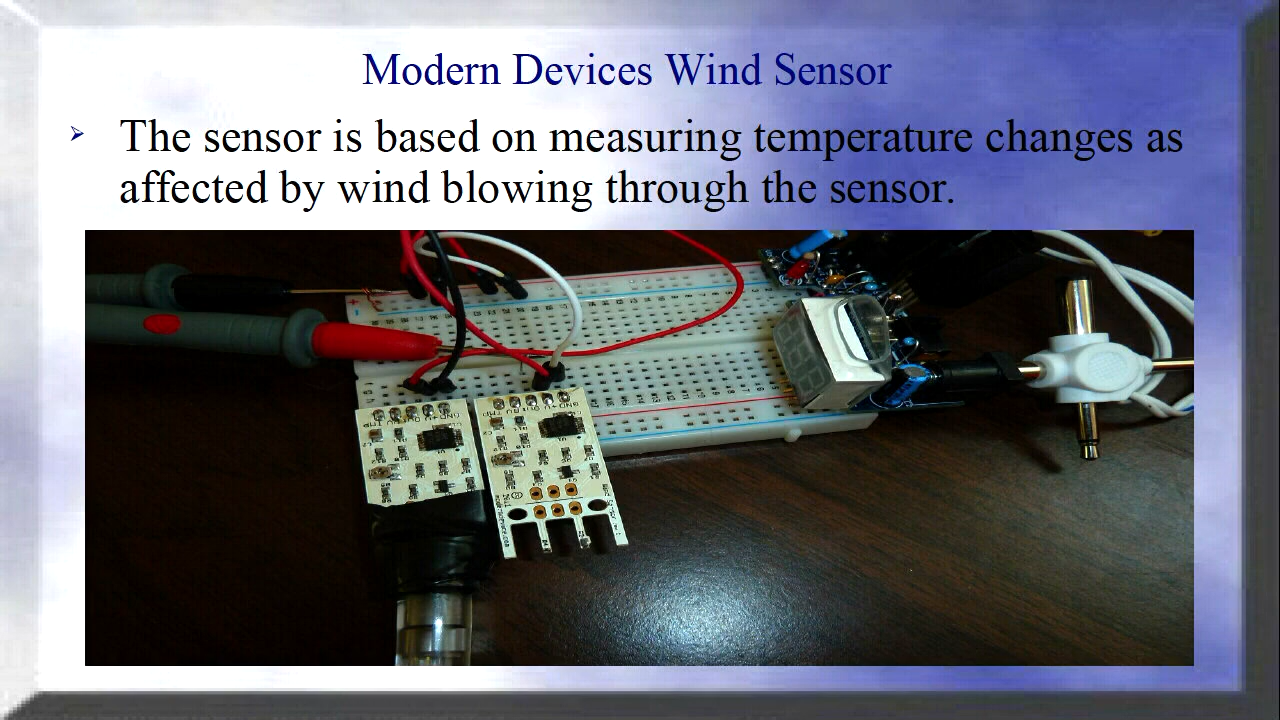 Modern Devices Wind Sensor
The sensor is based on measuring temperature changes as
affected by wind blowing through the sensor.